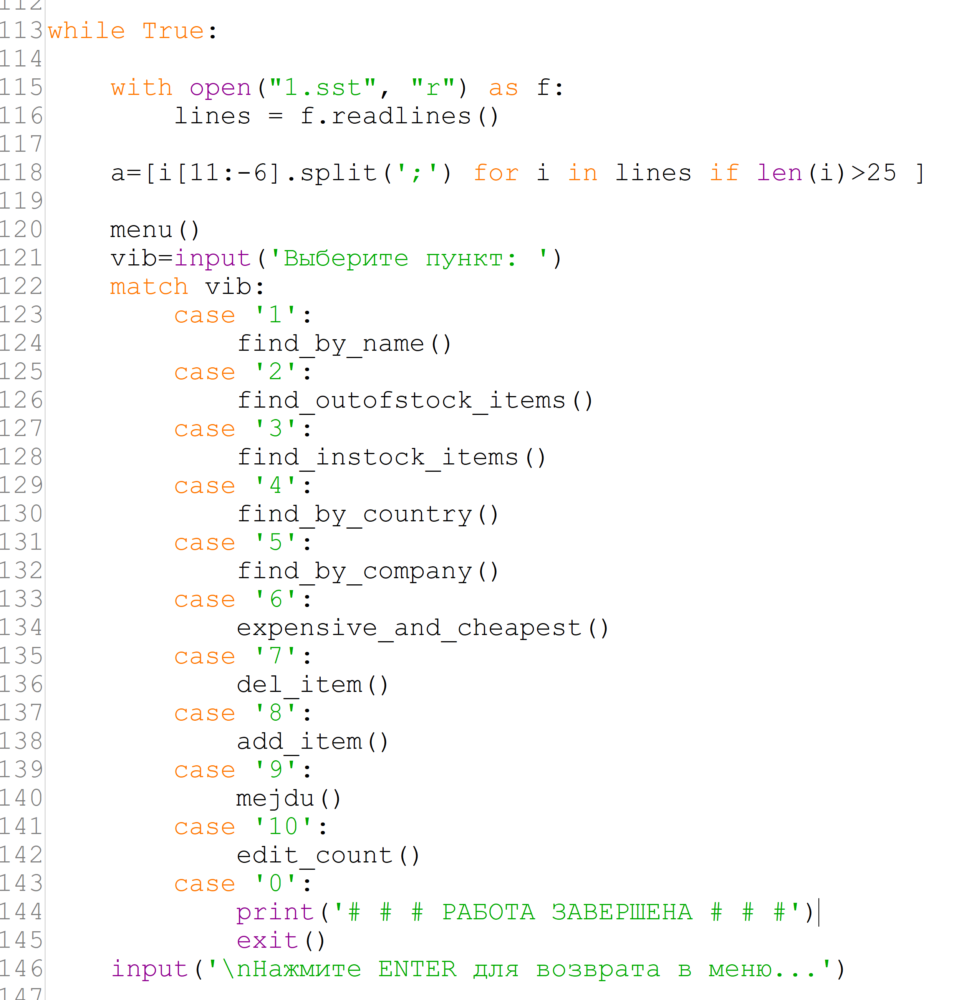 112
113 while True:
114
115     with open("1.sst", "r") as f:
116         lines = f.readlines()
117
118     a=[i[11:-6].split(';') for i in lines if len(i)>25 ]
119
120     menu()
121     vib=input('Выберите пункт: ')
122     match vib:
123         case '1':
124             find_by_name()
125         case '2':
126             find_outofstock_items()
127         case '3':
128             find_instock_items()
129         case '4':
130             find_by_country()
131         case '5':
132             find_by_company()
133         case '6':
134             expensive_and_cheapest()
135         case '7':
136             del_item()
137         case '8':
138             add_item()
139         case '9':
140             mejdu()
141         case '10':
142             edit_count()
143         case '0':
144             print('# # # РАБОТА ЗАВЕРШЕНА # # #')
145             exit()
146     input('\nНажмите ENTER для возврата в меню...')
147